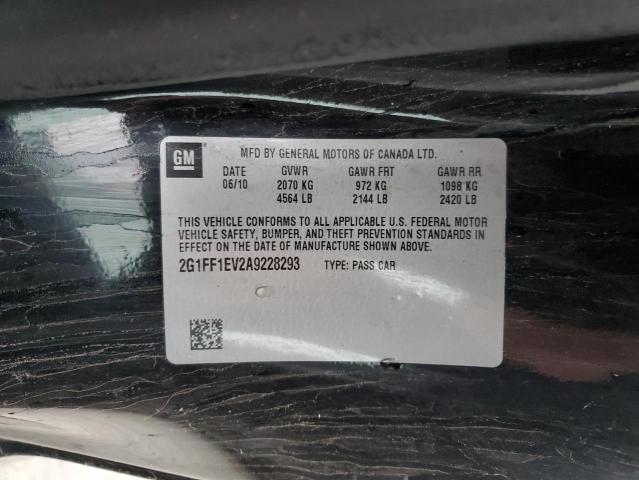 GM
MFD BY GENERAL MOTORS OF CANADA LTD.
DATE GVWR GAWR FRT GAWR RR
06/10 2070 KG 972 KG 1098 KG
4564 LB 2144 LB 2420 LB
THIS VEHICLE CONFORMS TO ALL APPLICABLE U.S. FEDERAL MOTOR
VEHICLE SAFETY, BUMPER, AND THEFT PREVENTION STANDARDS IN
EFFECT ON THE DATE OF MANUFACTURE SHOWN ABOVE.
2G1FF1EV2A9228293 TYPE: PASS CAR